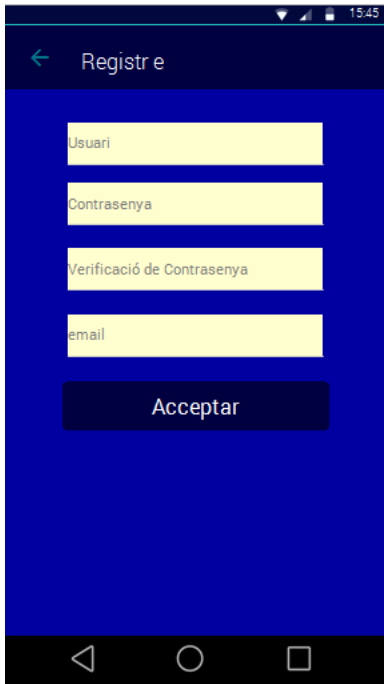 15:45
Registr e
Usuari
Contrasenya
Verificació de Contrasenya
email
Acceptar